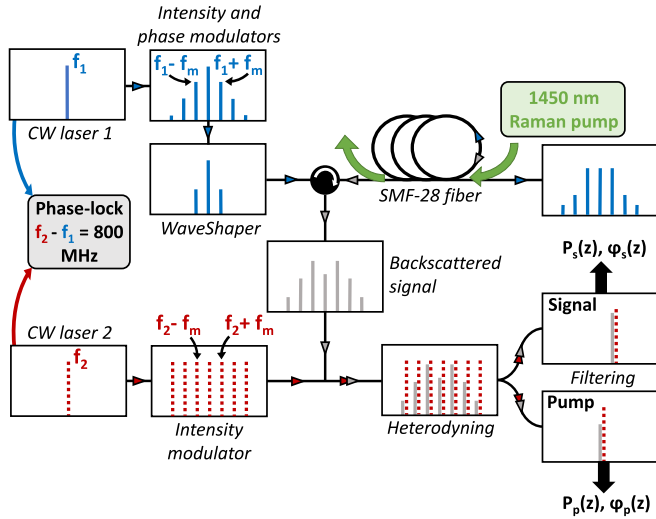 Intensity and
phase modulators
f1
f1- fm
f1+ fm
CW laser 1
1450 nm
Raman pump
SMF-28 fiber
WaveShaper
Phase-lock
f2 - f1 = 800
MHz
Backscattered
signal
Ps(z), φs(z)
CW laser 2
f2- fm
f2+ fm
f2
Signal
Filtering
Pump
Intensity
modulator
Heterodyning
Pp(z), φp(z)